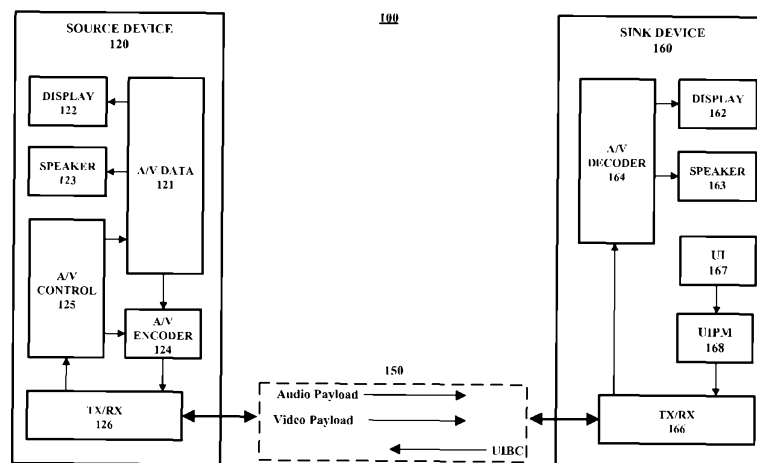 100
SOURCE DEVICE
120
DISPLAY
122
SPEAKER
123
A/V DATA
121
A/V
CONTROL
125
A/V
ENCODER
124
TX/RX
126
150
Audio Payload
Video Payload
UIBC
SINK DEVICE
160
A/V
DECODER
164
DISPLAY
162
SPEAKER
163
UI
167
UIPM
168
TX/RX
166